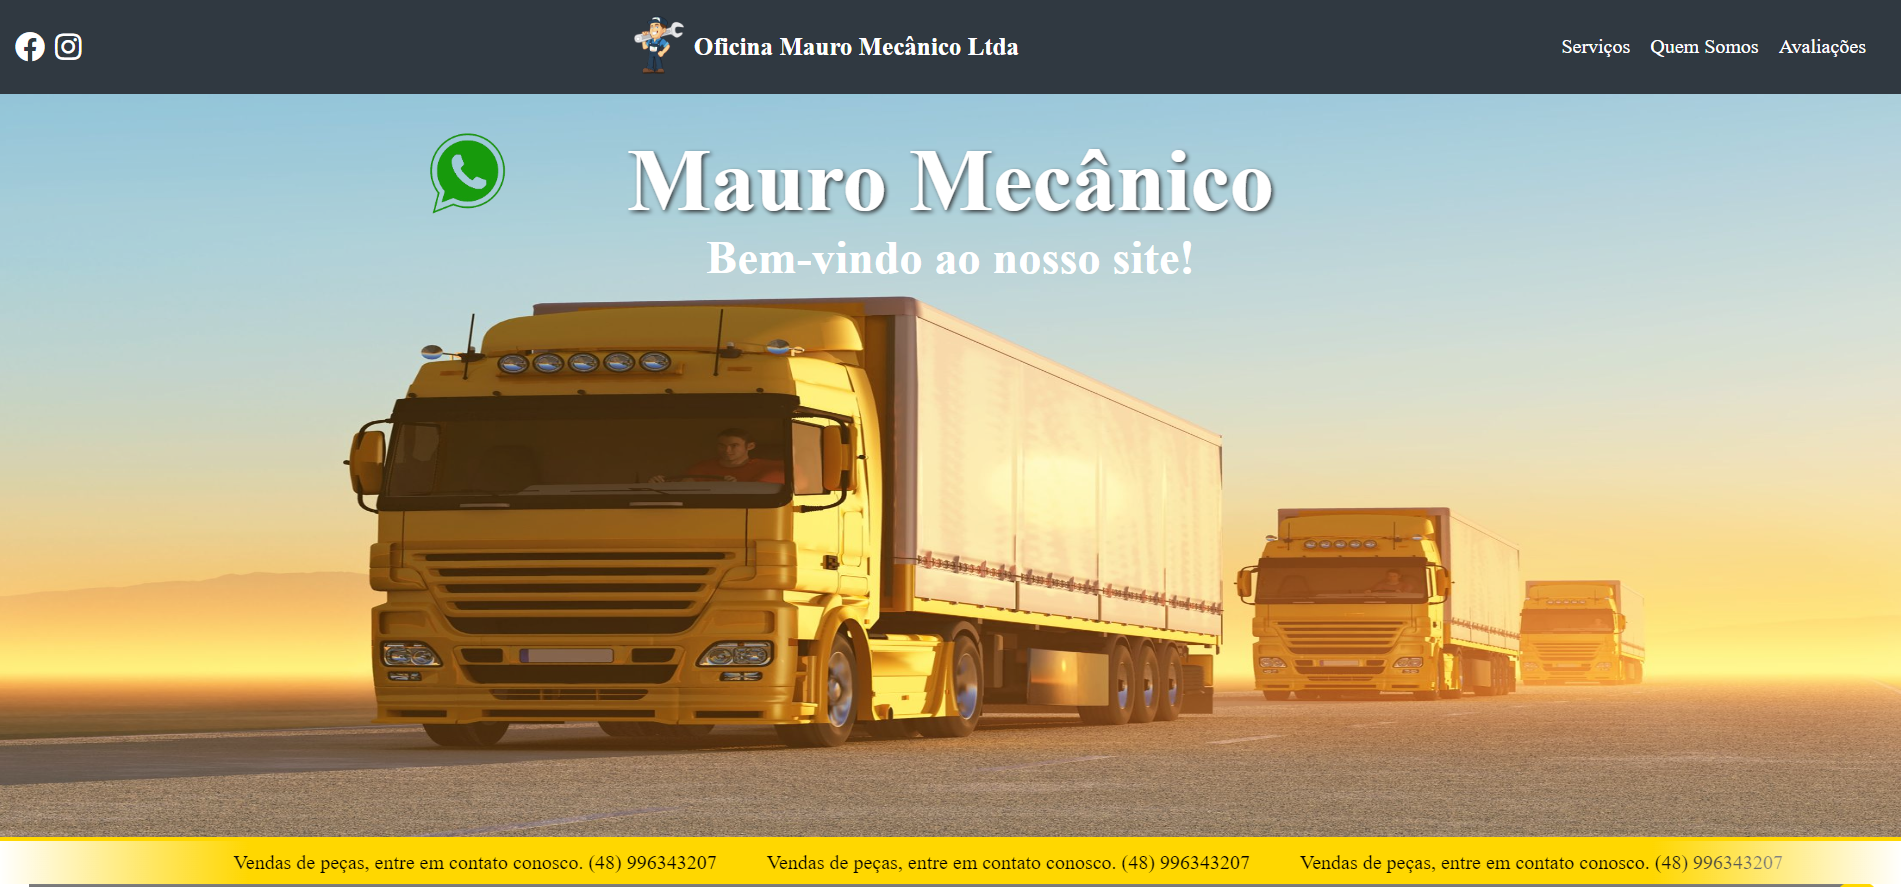 Oficina Mauro Mecânico Ltda
Serviços Quem Somos Avaliações
Mauro Mecânico
Bem-vindo ao nosso site!
Vendas de peças, entre em contato conosco. (48) 996343207 Vendas de peças, entre em contato conosco. (48) 996343207 Vendas de peças, entre em contato conosco. (48) 996343207